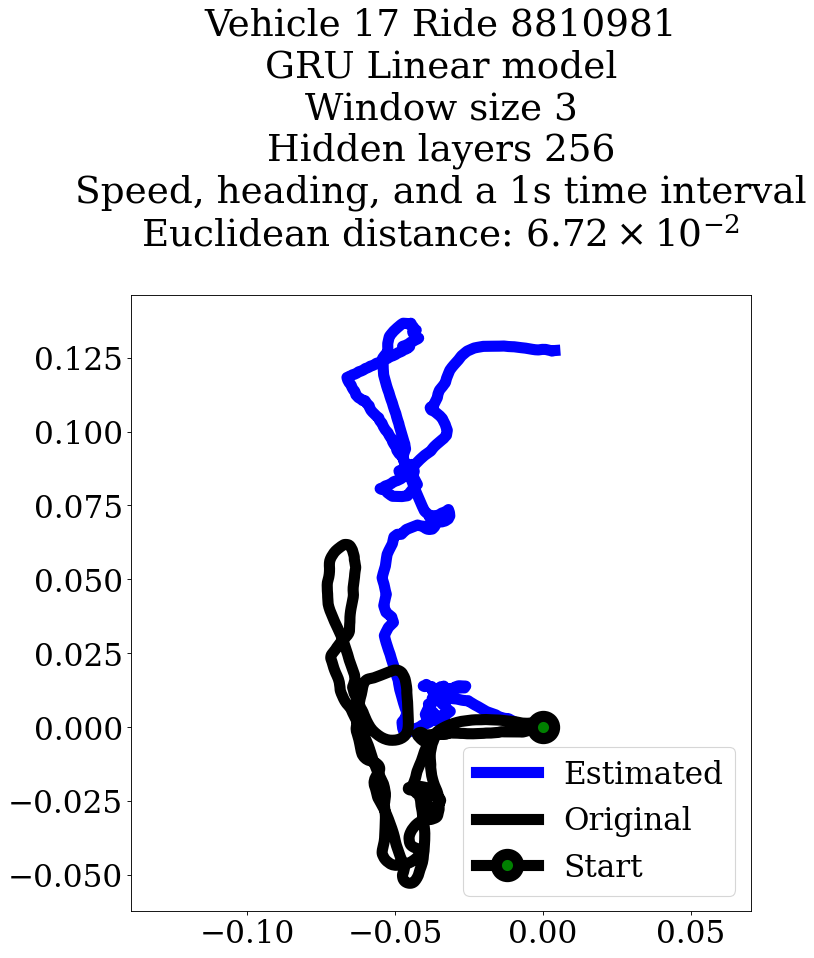 Vehicle 17 Ride 8810981
GRU Linear model
Window size 3
Hidden layers 256
Speed, heading, and a 1s time interval
Euclidean distance: 6.72 × 10⁻²
0.125
0.100
0.075
0.050
0.025
0.000
−0.025
−0.050
Estimated
Original
Start
−0.10 −0.05 0.00 0.05